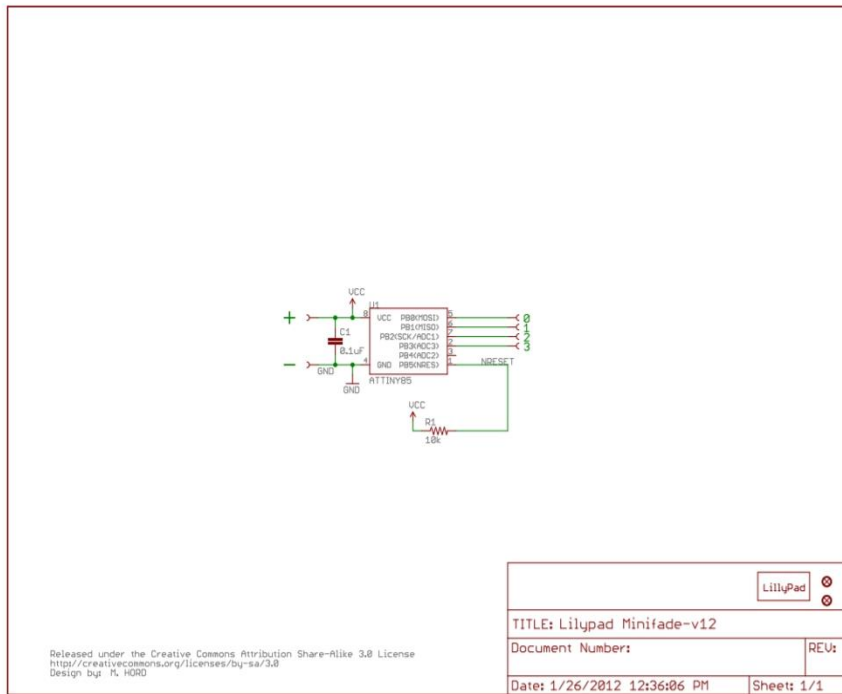 VCC
U1
+
8
VCC
PB0(MOSI)
5
0
PB1(MISO)
6
1
C1
PB2(SCK/ADC1)
7
2
0.1uF
PB3(ADC3)
2
3
PB4(ADC2)
3
-
GND
4
GND
PB5(NRES)
1
NRESET
GND
ATTINY85
VCC
R1
10k
LillyPad
TITLE: Lilypad Minifade-v12
Document Number:
REV:
Date: 1/26/2012 12:36:06 PM
Sheet: 1/1
Released under the Creative Commons Attribution Share-Alike 3.0 License
http://creativecommons.org/licenses/by-sa/3.0
Design by: M. HORD